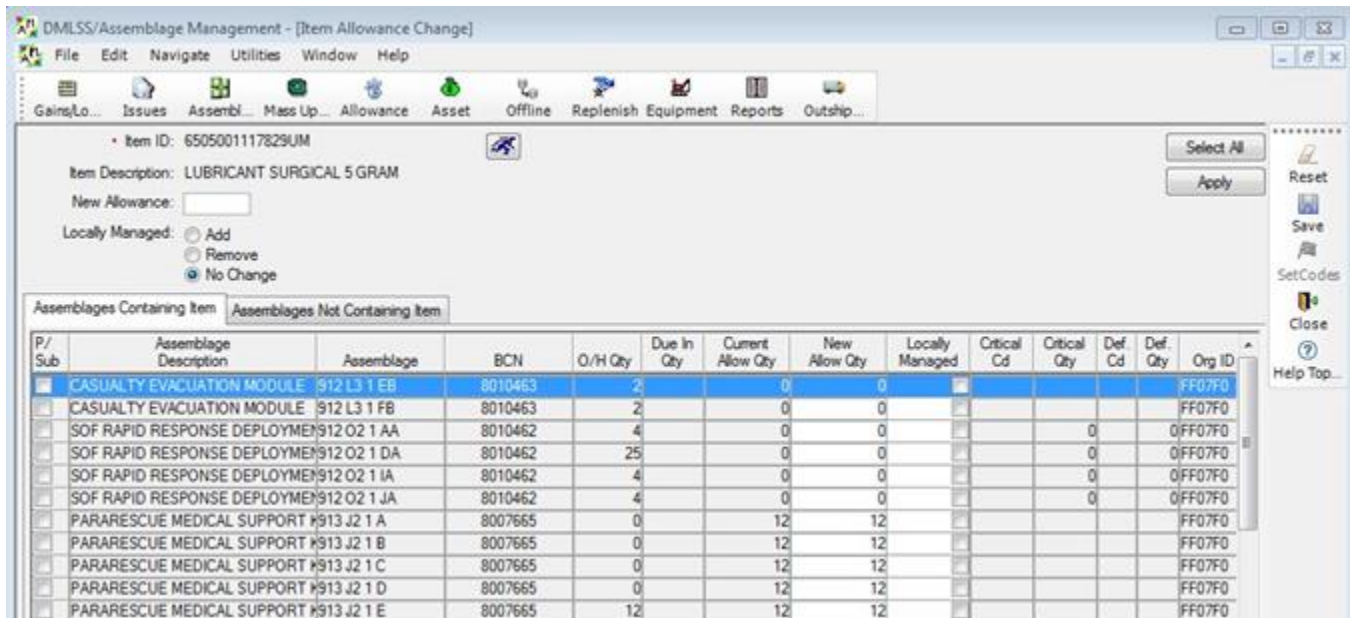 DMLSS/Assemblage Management - [Item Allowance Change]
File Edit Navigate Utilities Window Help
Gains/Lo... Issues Assembl... Mass Up... Allowance Asset Offline Replenish Equipment Reports Outship...
• Item ID: 6505001117829UM
Select All
Item Description: LUBRICANT SURGICAL 5 GRAM
Apply
Reset
New Allowance:
Save
Locally Managed: Add
Remove
No Change
SetCodes
Assemblages Containing Item Assemblages Not Containing Item
Close
P/ Sub Assemblage Description Assemblage BCN O/H Qty Due In Qty Current Allow Qty New Allow Qty Locally Managed Critical Cd Critical Qty Def. Cd Def. Qty Org ID
Help Top...
CASUALTY EVACUATION MODULE 912 L3 1 EB 8010463 2 0 0 FF07F0
CASUALTY EVACUATION MODULE 912 L3 1 FB 8010463 2 0 0 FF07F0
SOF RAPID RESPONSE DEPLOYMEN 912 O2 1 AA 8010462 4 0 0 0 0 FF07F0
SOF RAPID RESPONSE DEPLOYMEN 912 O2 1 DA 8010462 25 0 0 0 0 FF07F0
SOF RAPID RESPONSE DEPLOYMEN 912 O2 1 IA 8010462 4 0 0 0 0 FF07F0
SOF RAPID RESPONSE DEPLOYMEN 912 O2 1 JA 8010462 4 0 0 0 0 FF07F0
PARARESCUE MEDICAL SUPPORT K 913 J2 1 A 8007665 0 12 12 FF07F0
PARARESCUE MEDICAL SUPPORT K 913 J2 1 B 8007665 0 12 12 FF07F0
PARARESCUE MEDICAL SUPPORT K 913 J2 1 C 8007665 0 12 12 FF07F0
PARARESCUE MEDICAL SUPPORT K 913 J2 1 D 8007665 0 12 12 FF07F0
PARARESCUE MEDICAL SUPPORT K 913 J2 1 E 8007665 12 12 12 FF07F0